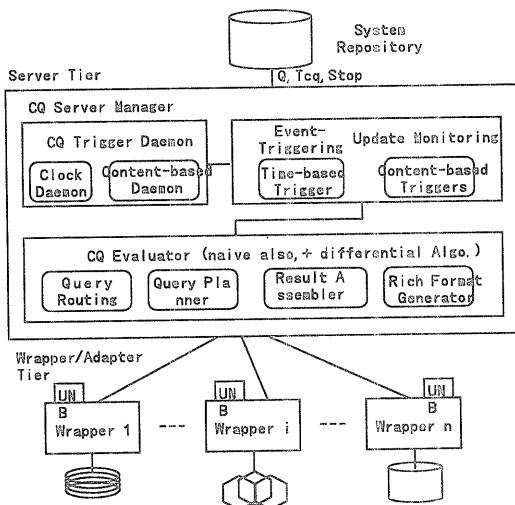 System
Repository
Server Tier
Q, Tcq, Stop
CQ Server Manager
CQ Trigger Daemon
Clock
Daemon
Content-based
Daemon
Event-
Triggering
Update Monitoring
Time-based
Trigger
Content-based
Triggers
CQ Evaluator (naive also,+ differential Algo.)
Query
Routing
Query Pla
nner
Result A
ssembler
Rich Format
Generator
Wrapper/Adapter
Tier
UN
B
Wrapper 1
---
UN
B
Wrapper i
---
UN
B
Wrapper n